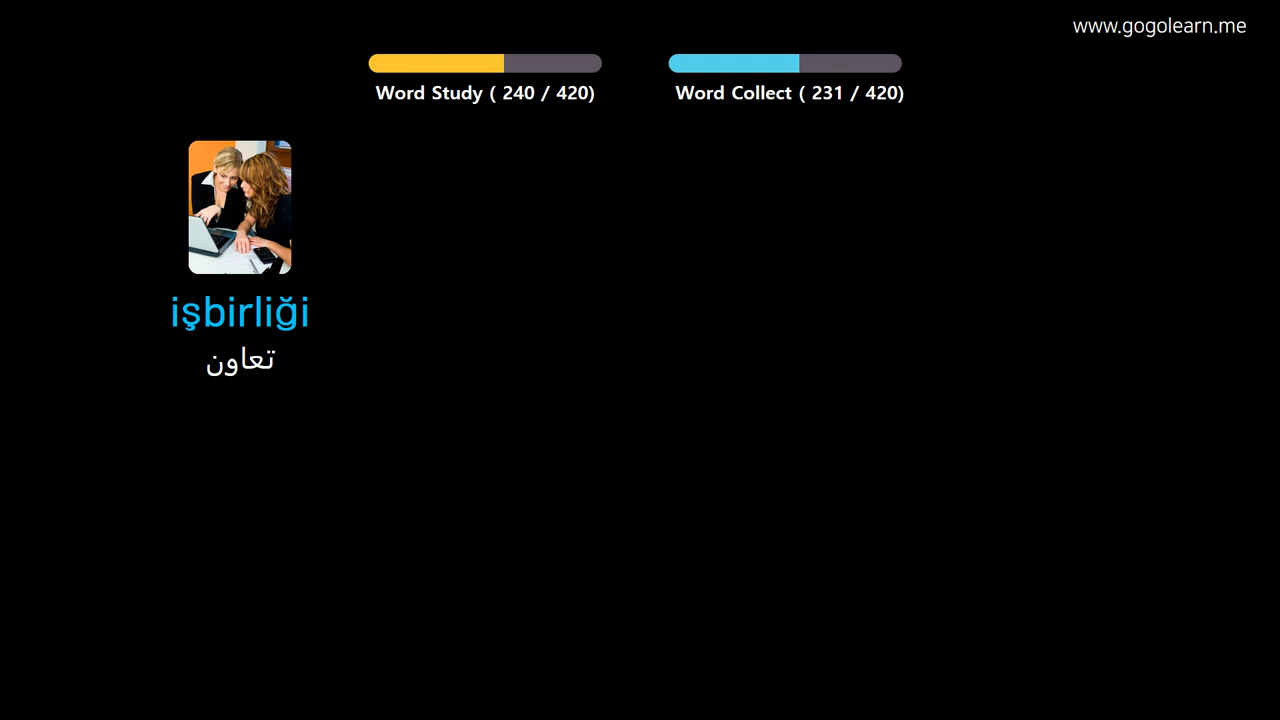 www.gogolearn.me
Word Study ( 240 / 420)
Word Collect ( 231 / 420)
işbirliği
تعاون